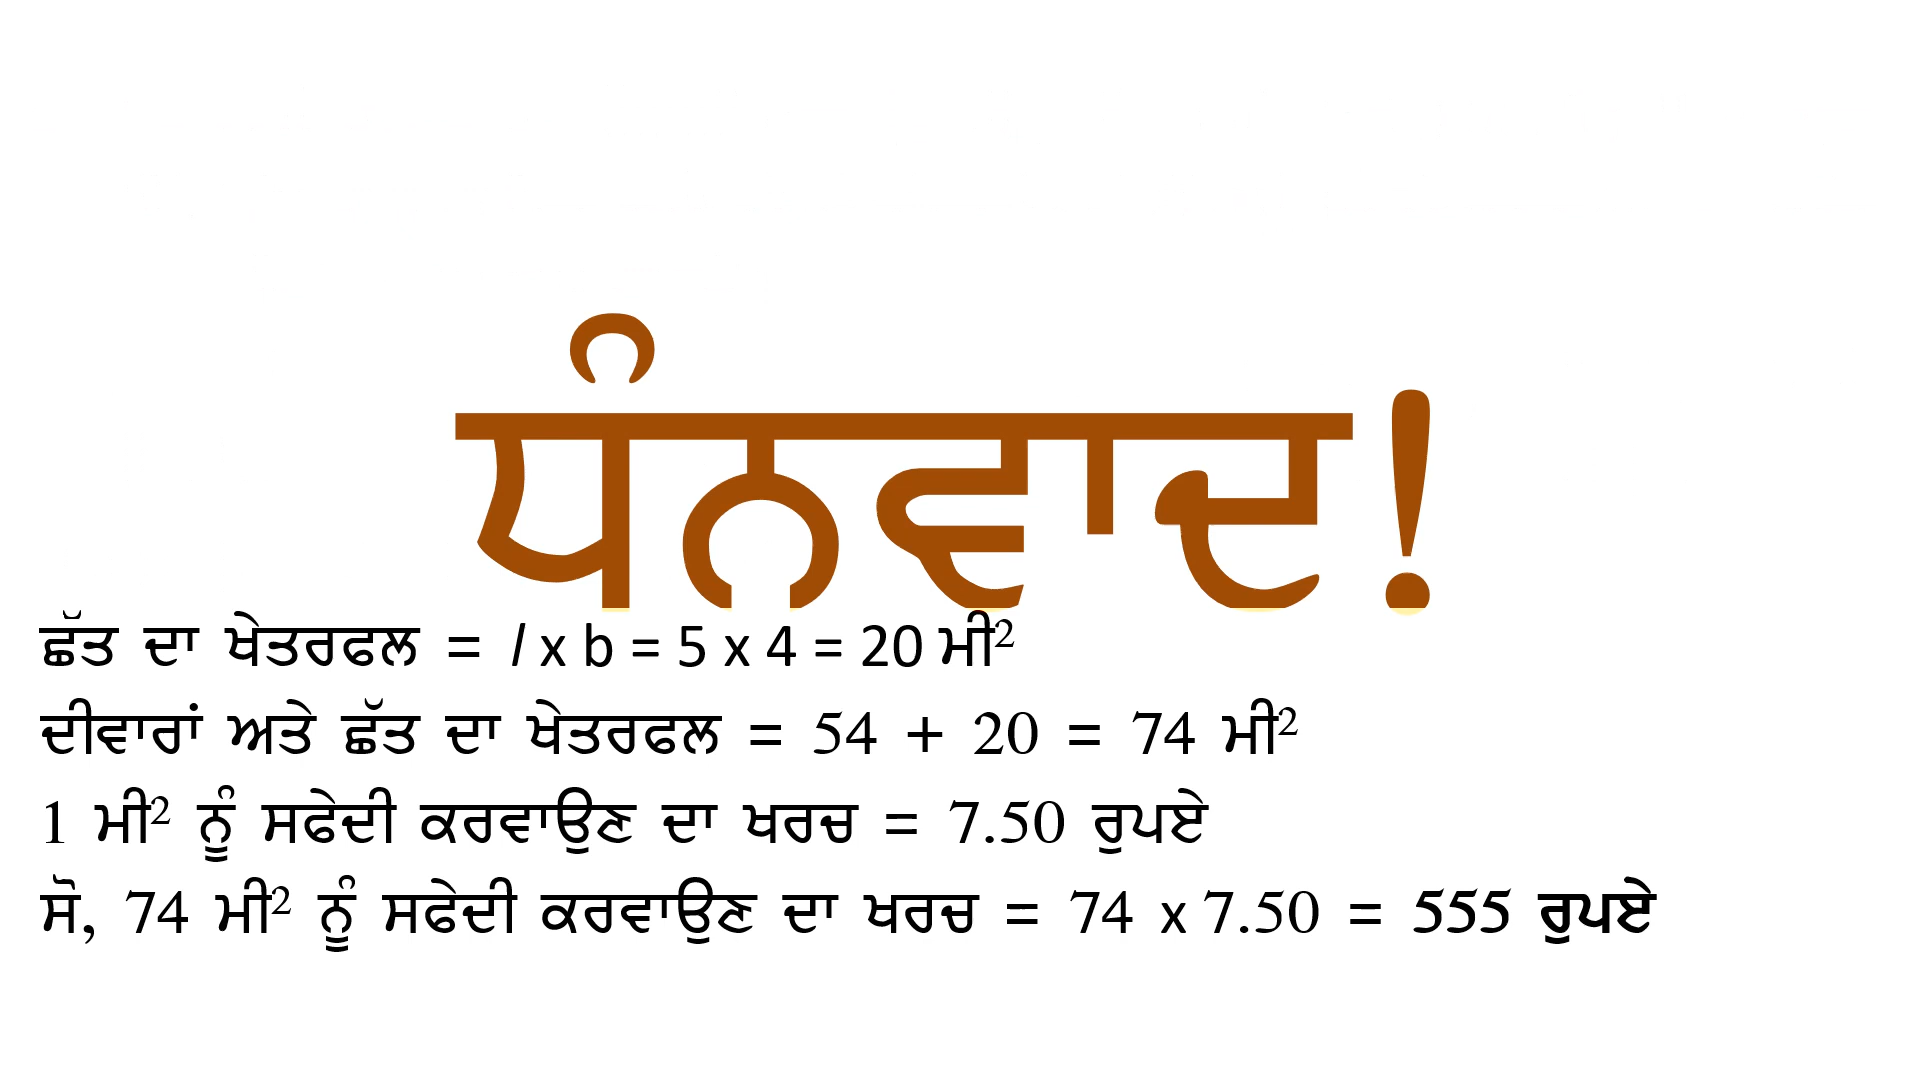 ਧੰਨਵਾਦ!
ਛੱਤ ਦਾ ਖੇਤਰਫਲ = l x b = 5 x 4 = 20 ਮੀ²
ਦੀਵਾਰਾਂ ਅਤੇ ਛੱਤ ਦਾ ਖੇਤਰਫਲ = 54 + 20 = 74 ਮੀ²
1 ਮੀ² ਨੂੰ ਸਫੇਦੀ ਕਰਵਾਉਣ ਦਾ ਖਰਚ = 7.50 ਰੁਪਏ
ਸੋ, 74 ਮੀ² ਨੂੰ ਸਫੇਦੀ ਕਰਵਾਉਣ ਦਾ ਖਰਚ = 74 x 7.50 = 555 ਰੁਪਏ